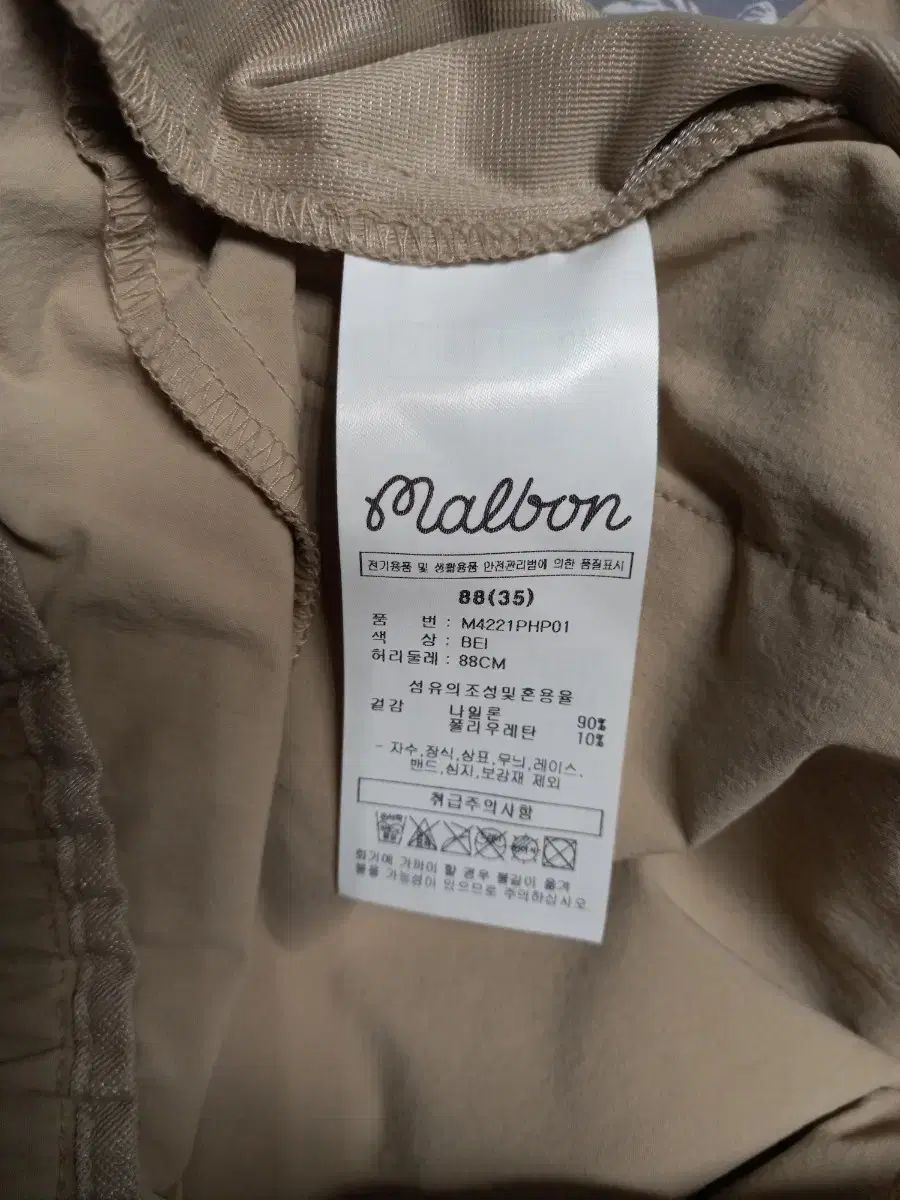 malbon
전기용품 및 생활용품 안전관리법에 의한 품질표시
88(35)
품 번 : M4221PHP01
색 상 : BEI
허리둘레 : 88CM
섬유의조성및혼용율
겉감 나일론 90%
폴리우레탄 10%
- 자수,장식,상표,무늬,레이스,
밴드,심지,보강재 제외
취급주의사항
화기에 가까이 할 경우 불길이 옮겨
붙을 가능성이 있으므로 주의하십시오